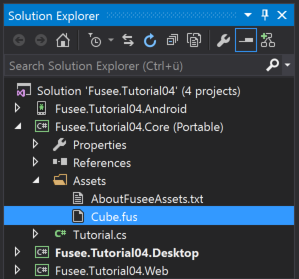 Solution Explorer
Search Solution Explorer (Ctrl+ü)
Solution 'Fusee.Tutorial04' (4 projects)
Fusee.Tutorial04.Android
C# Fusee.Tutorial04.Core (Portable)
Properties
References
Assets
AboutFuseeAssets.txt
Cube.fus
C# Tutorial.cs
C# Fusee.Tutorial04.Desktop
C# Fusee.Tutorial04.Web